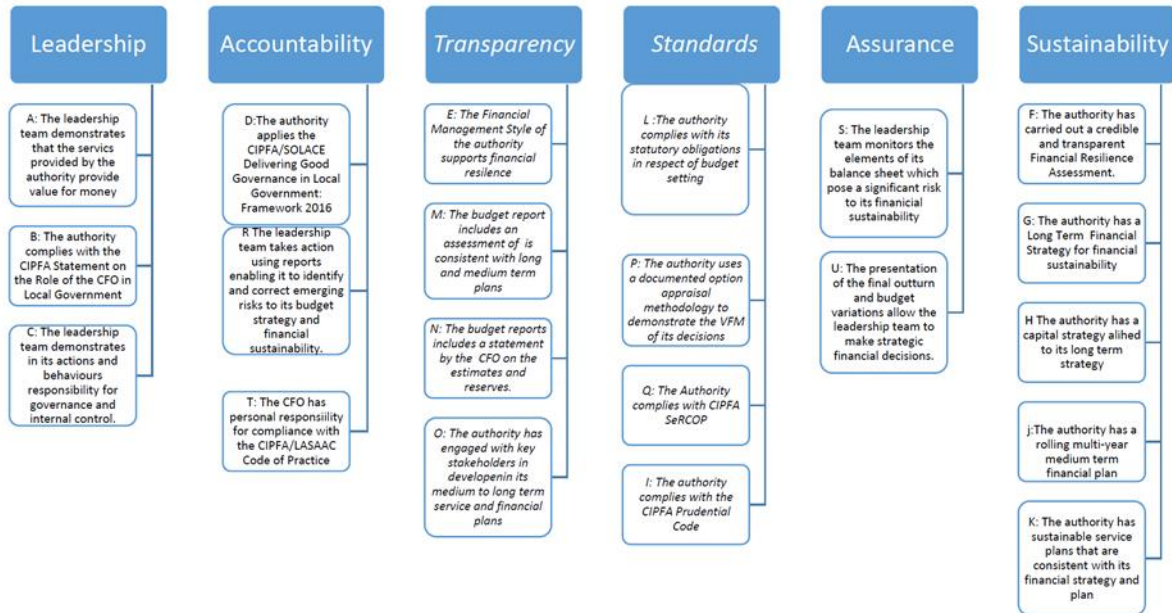 Leadership
A: The leadership
team demonstrates
that the servics
provided by the
authority provide
value for money
B: The authority
complies with the
CIPFA Statement on
the Role of the CFO in
Local Government
C: The leadership
team demonstrates
in its actions and
behaviours
responsibility for
governance and
internal control.
Accountability
D:The authority
applies the
CIPFA/SOLACE
Delivering Good
Governance in Local
Government:
Framework 2016
R The leadership
team takes action
using reports
enabling it to identify
and correct emerging
risks to its budget
strategy and
financial
sustainability.
T: The CFO has
personal responsiility
for compliance with
the CIPFA/LASAAC
Code of Practice
Transparency
E: The Financial
Management Style of
the authority
supports financial
resilence
M: The budget report
includes an
assessment of is
consistent with long
and medium term
plans
N: The budget reports
includes a statement
by the CFO on the
estimates and
reserves.
O: The authority has
engaged with key
stakeholders in
developenin its
medium to long term
service and financial
plans
Standards
L :The authority
complies with its
statutory obligations
in respect of budget
setting
P: The authority uses
a documented option
appraisal
methodology to
demonstrate the VFM
of its decisions
Q: The Authority
complies with CIPFA
SeRCOP
I: The authority
complies with the
CIPFA Prudential
Code
Assurance
S: The leadership
team monitors the
elements of its
balance sheet which
pose a significant risk
to its finanicial
sustainability
U: The presentation
of the final outturn
and budget
variations allow the
leadership team to
make strategic
financial decisions.
Sustainability
F: The authority has
carried out a credible
and transparent
Financial Resilience
Assessment.
G: The authority has a
Long Term Financial
Strategy for financial
sustainability
H The authority has a
capital strategy alihed
to its long term
strategy
j:The authority has a
rolling multi-year
medium term
financial plan
K: The authority has
sustainable service
plans that are
consistent with its
financial strategy and
plan